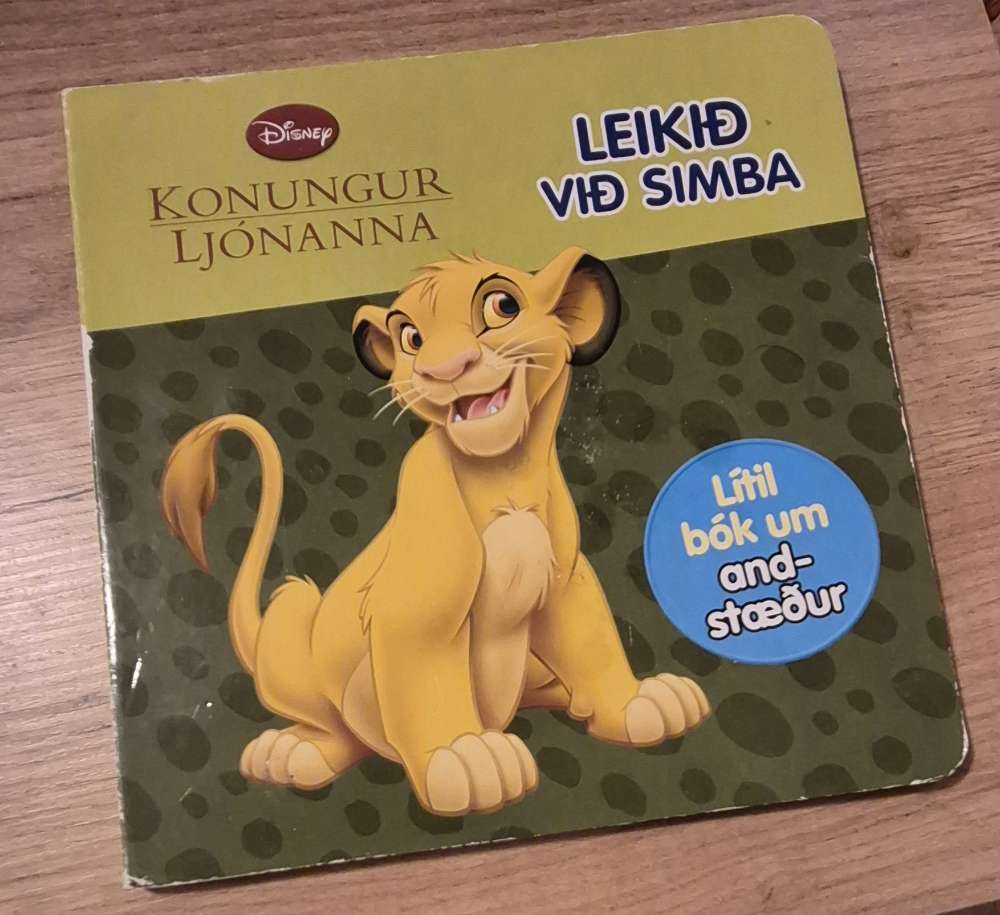 Disney
KONUNGUR
LJÓNANNA
LEIKIÐ
VIÐ SIMBA
Lítil
bók um
and-
stæður